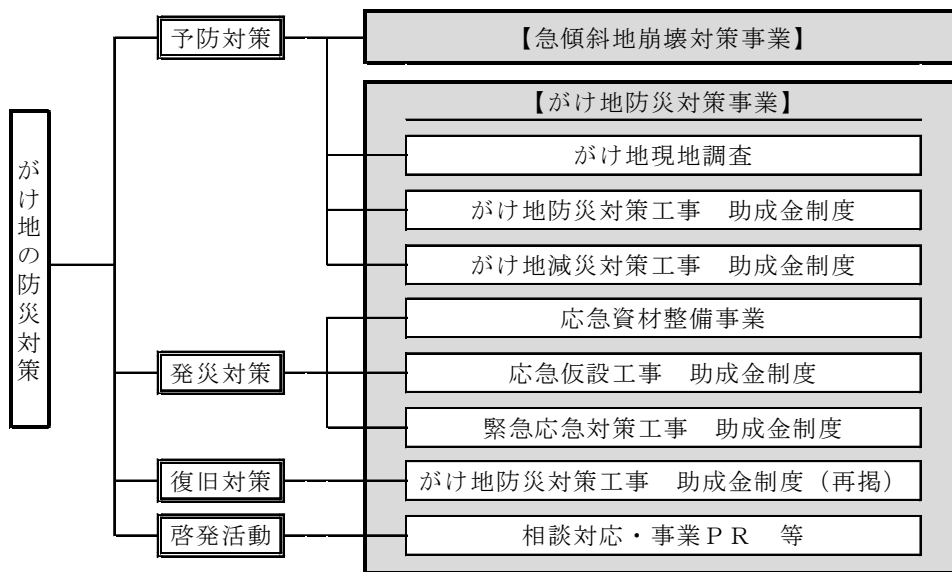 がけ地の防災対策
予防対策
【急傾斜地崩壊対策事業】
【がけ地防災対策事業】
がけ地現地調査
がけ地防災対策工事　助成金制度
がけ地減災対策工事　助成金制度
発災対策
応急資材整備事業
応急仮設工事　助成金制度
緊急応急対策工事　助成金制度
復旧対策
がけ地防災対策工事　助成金制度（再掲）
啓発活動
相談対応・事業ＰＲ　等